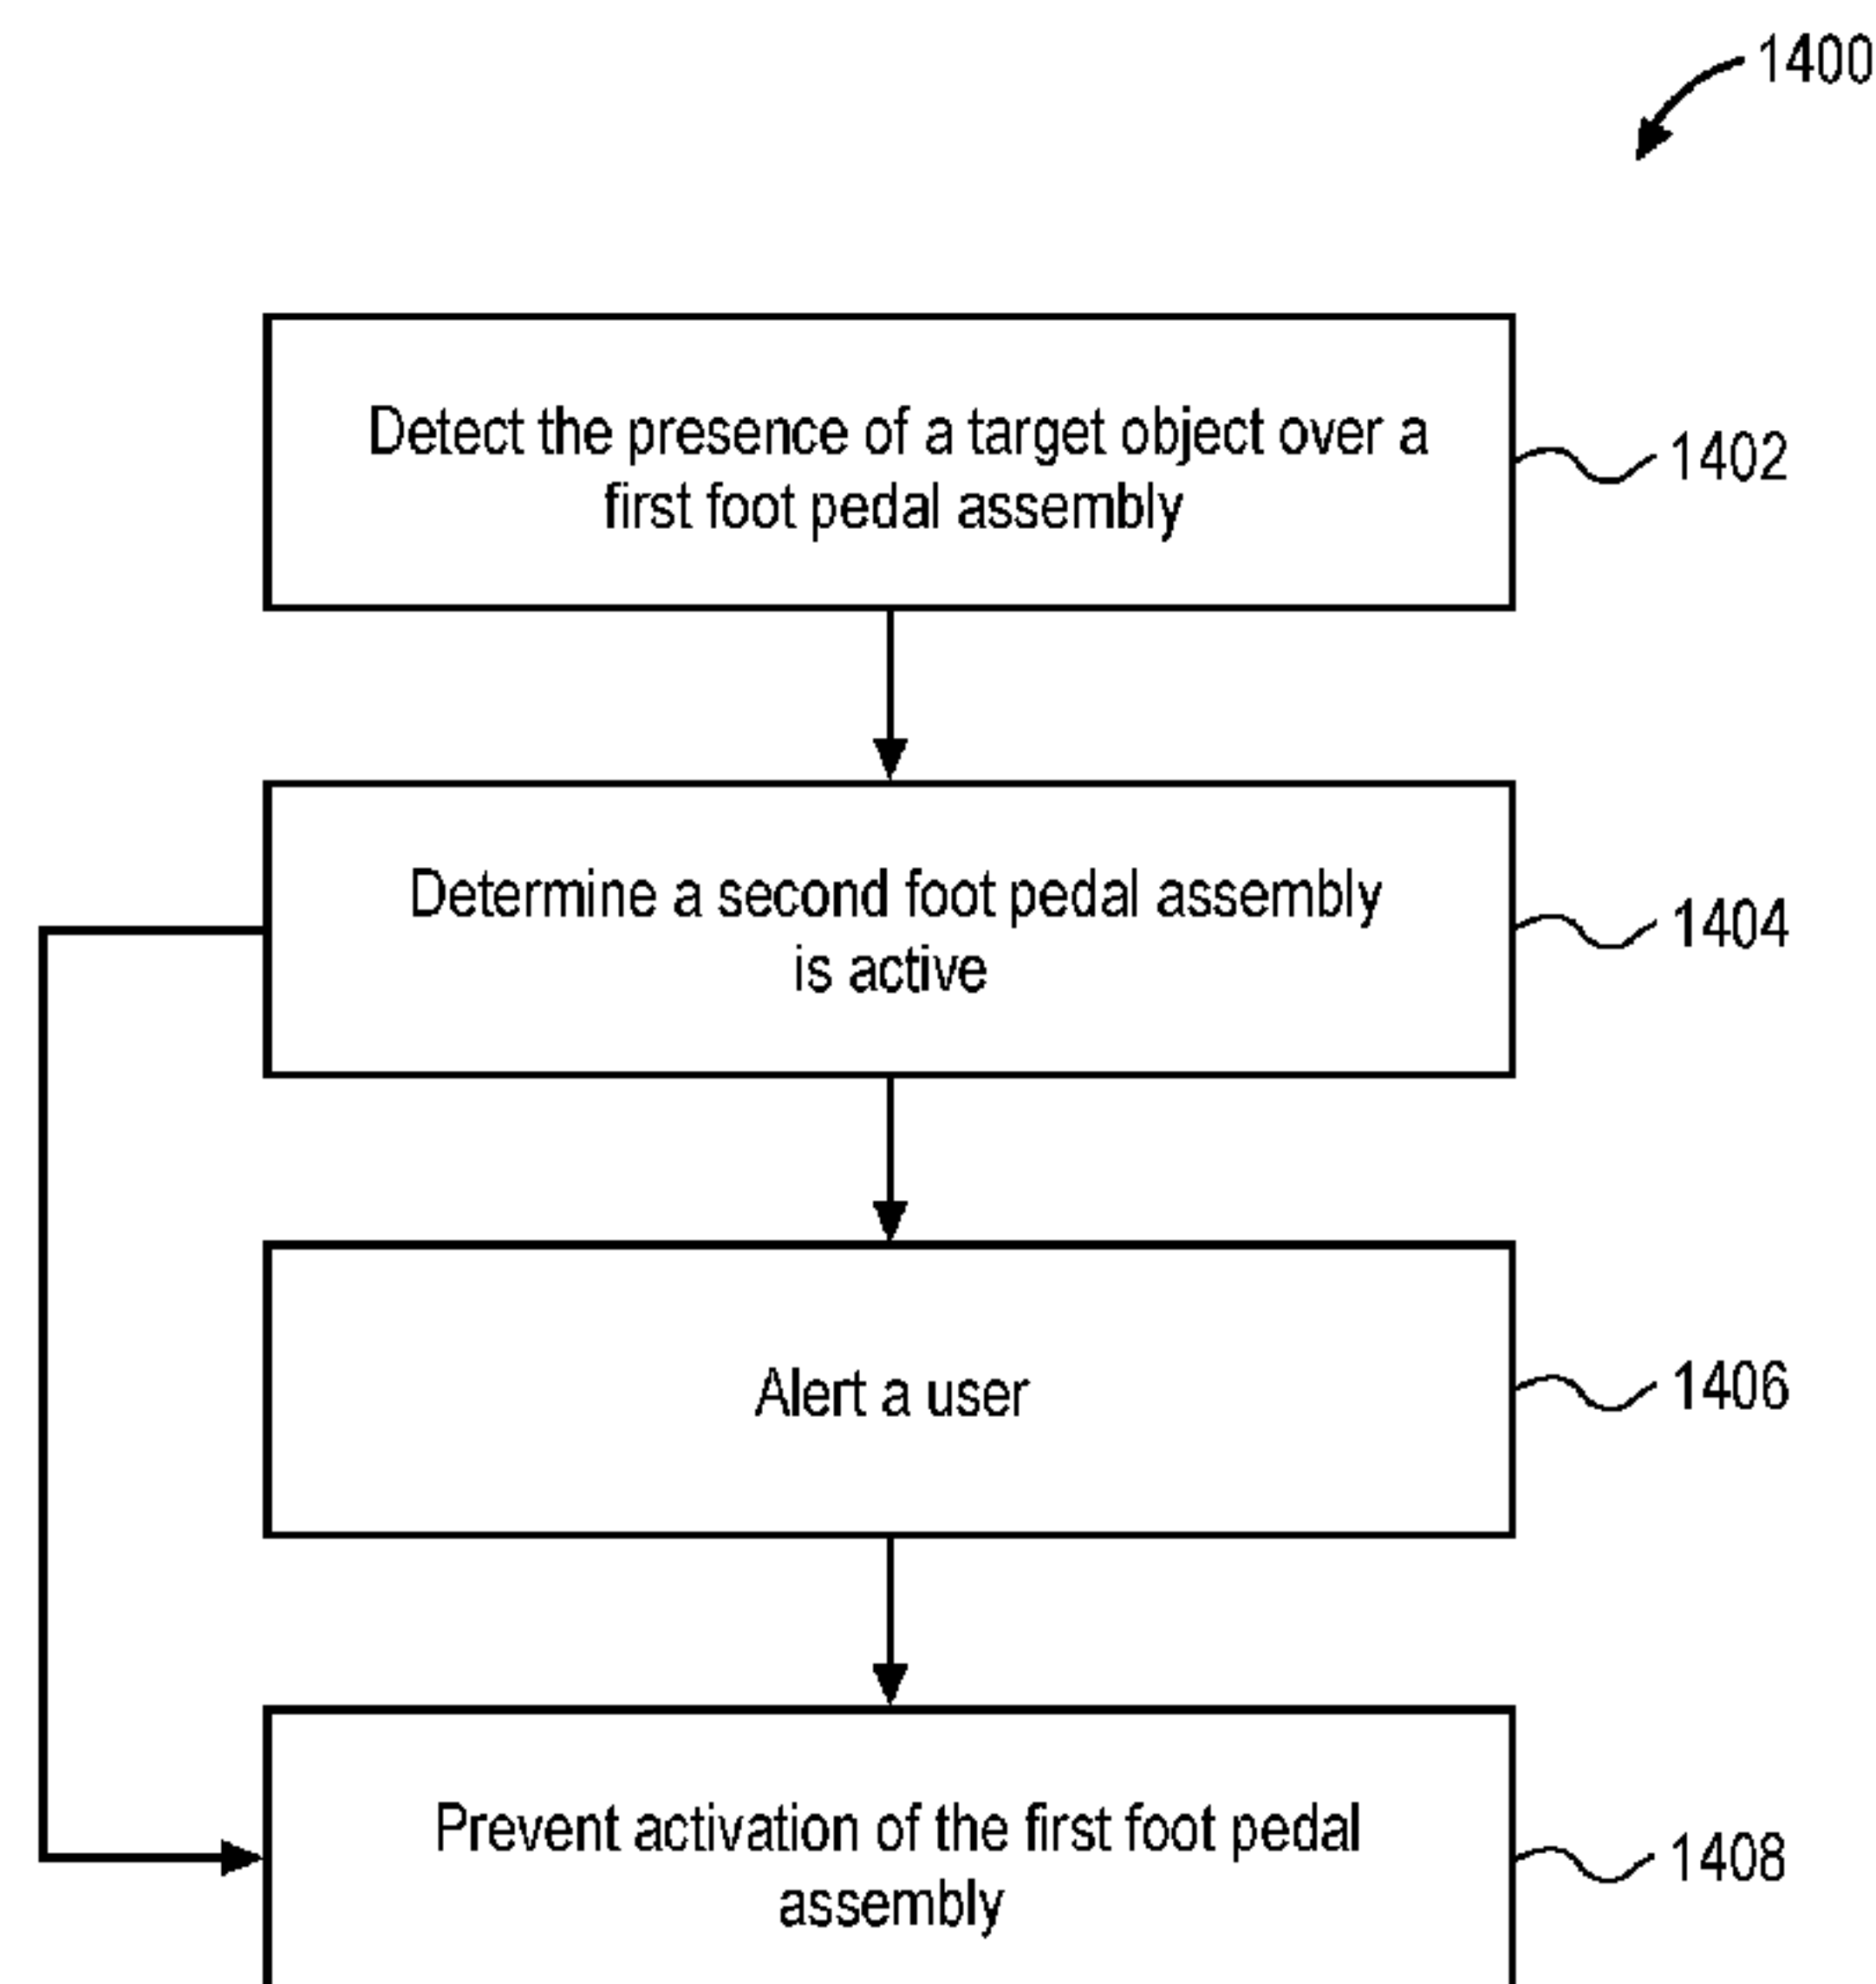 1400
Detect the presence of a target object over a
first foot pedal assembly
1402
Determine a second foot pedal assembly
is active
1404
Alert a user
1406
Prevent activation of the first foot pedal
assembly
1408